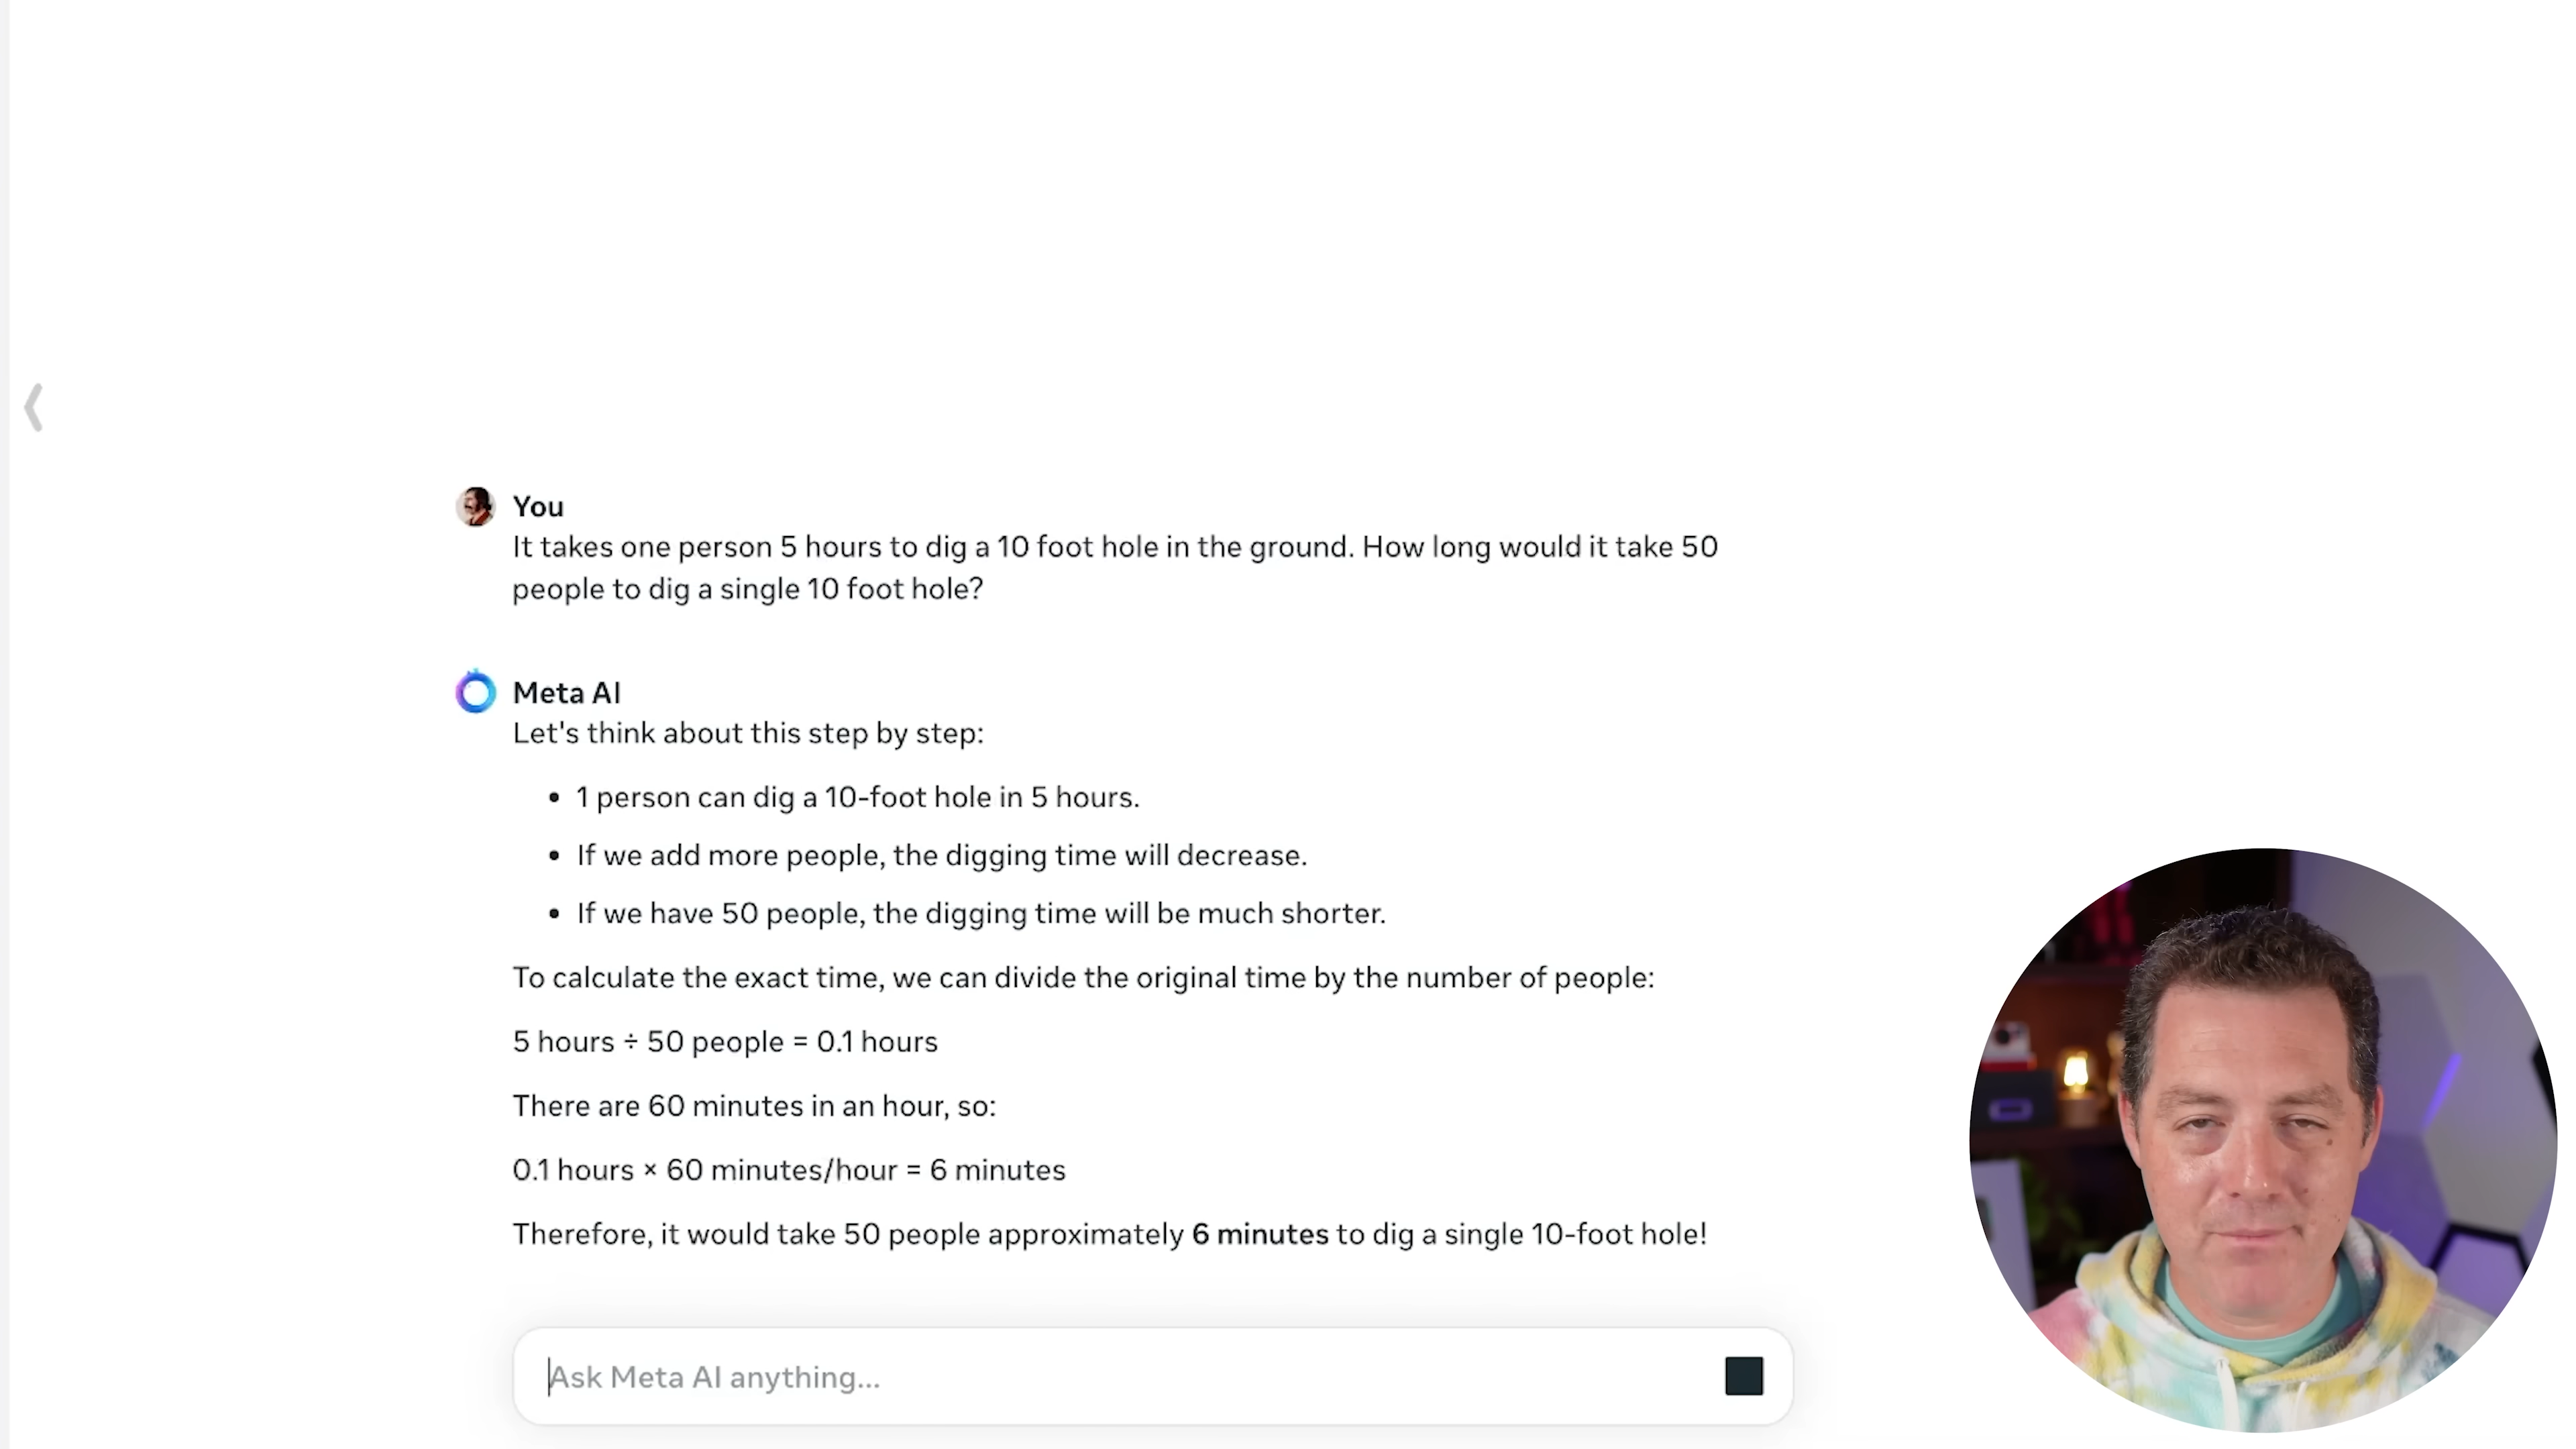 You
It takes one person 5 hours to dig a 10 foot hole in the ground. How long would it take 50
people to dig a single 10 foot hole?
Meta AI
Let's think about this step by step:
• 1 person can dig a 10-foot hole in 5 hours.
• If we add more people, the digging time will decrease.
• If we have 50 people, the digging time will be much shorter.
To calculate the exact time, we can divide the original time by the number of people:
5 hours ÷ 50 people = 0.1 hours
There are 60 minutes in an hour, so:
0.1 hours × 60 minutes/hour = 6 minutes
Therefore, it would take 50 people approximately 6 minutes to dig a single 10-foot hole!
Ask Meta AI anything...